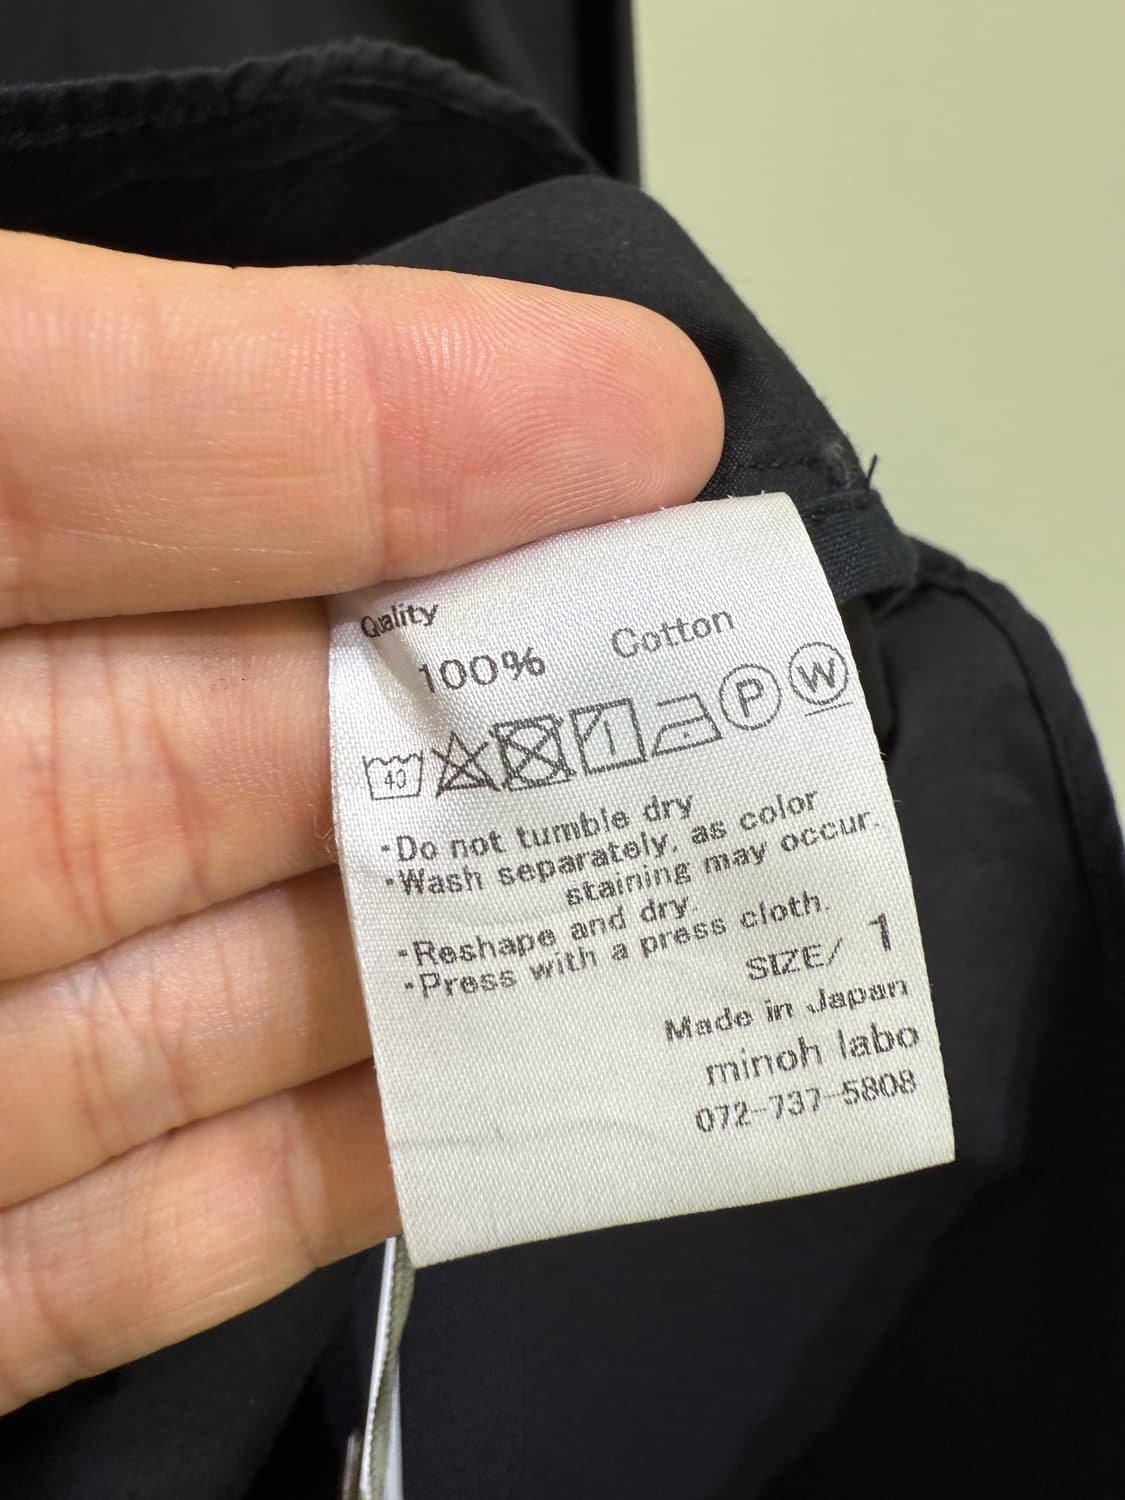 Quality
100% Cotton
40 1 P W
·Do not tumble dry
·Wash separately, as color
staining may occur.
·Reshape and dry.
·Press with a press cloth.
SIZE/ 1
Made in Japan
minoh labo
072-737-5808